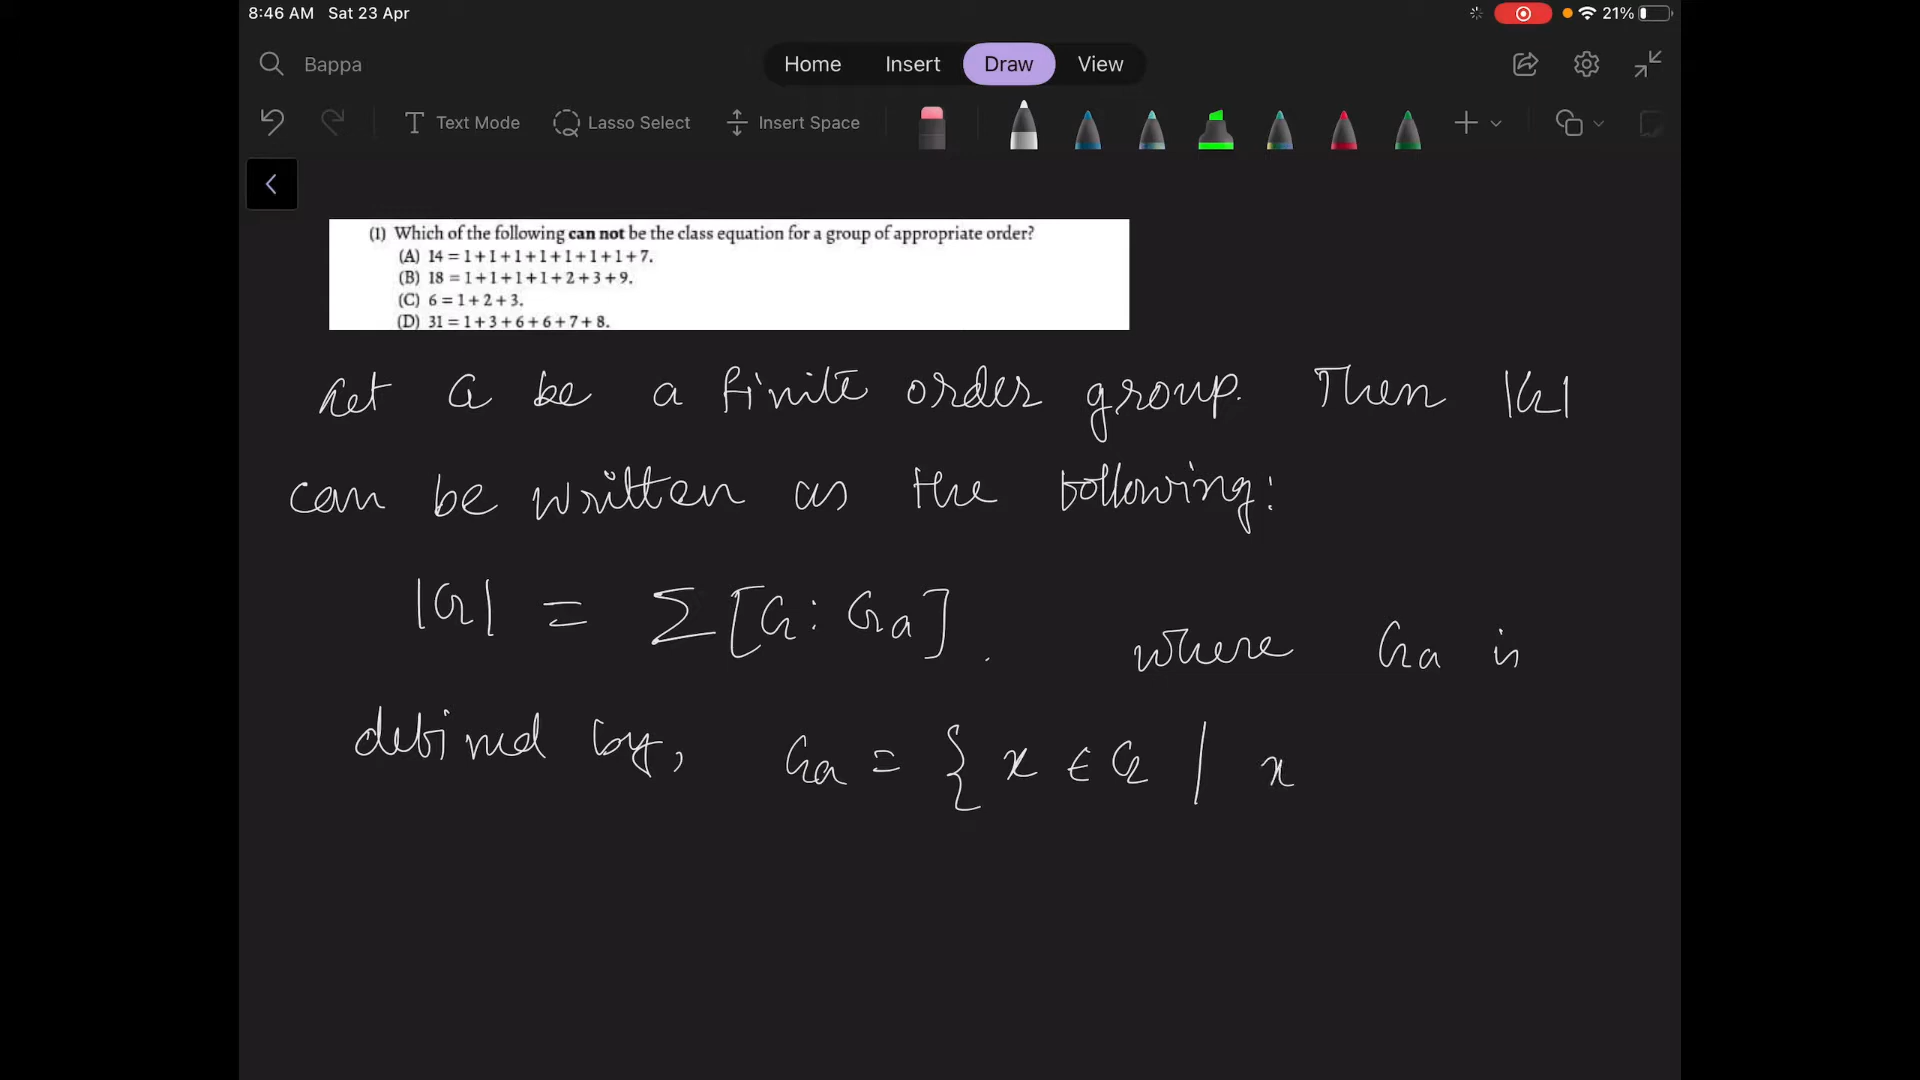 8:46 AM Sat 23 Apr 21%
Bappa Home Insert Draw View
Text Mode Lasso Select Insert Space
(1) Which of the following can not be the class equation for a group of appropriate order?
(A) 14 = 1+1+1+1+1+1+1+7.
(B) 18 = 1+1+1+1+2+3+9.
(C) 6 = 1+2+3.
(D) 31 = 1+3+6+6+7+8.
Let G be a finite order group. Then |G|
can be written as the following:
|G| = Σ[G: Ga]. where Ga is
defined by, Ga = { x ∈ G | x